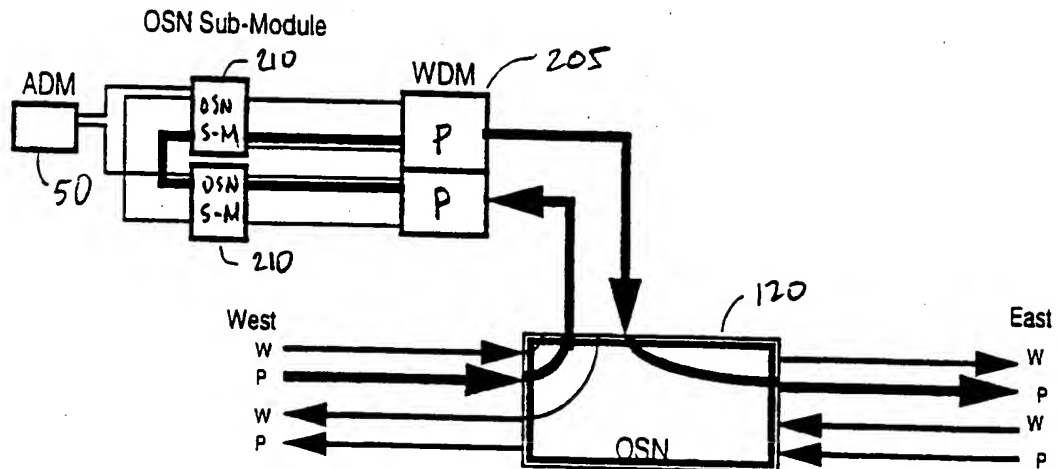 OSN Sub-Module
210
ADM
WDM
205
OSN
S-M
P
50
OSN
S-M
P
210
120
West
East
W
W
P
P
W
W
P
OSN
P